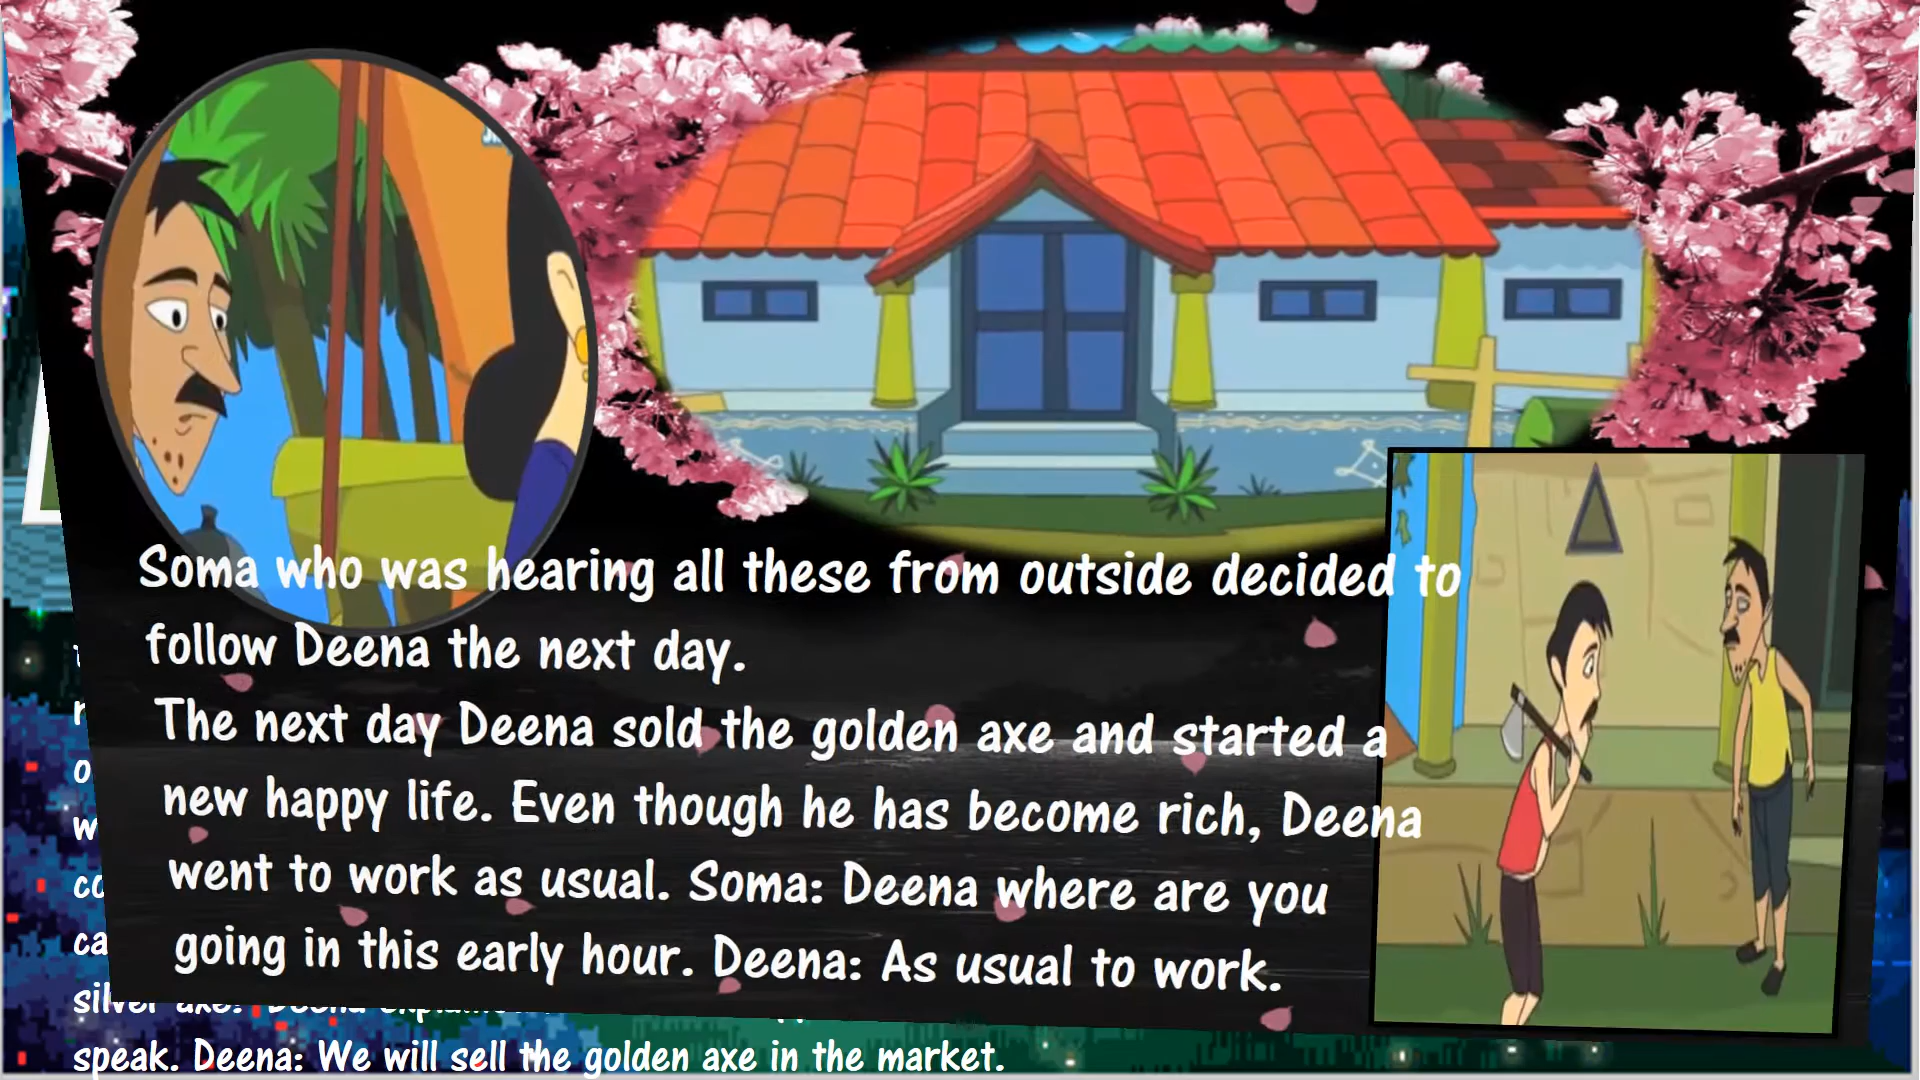 Soma who was hearing all these from outside decided to
follow Deena the next day.
The next day Deena sold the golden axe and started a
new happy life. Even though he has become rich, Deena
went to work as usual. Soma: Deena where are you
going in this early hour. Deena: As usual to work.
silver axe. Deena
speak. Deena: We will sell the golden axe in the market.